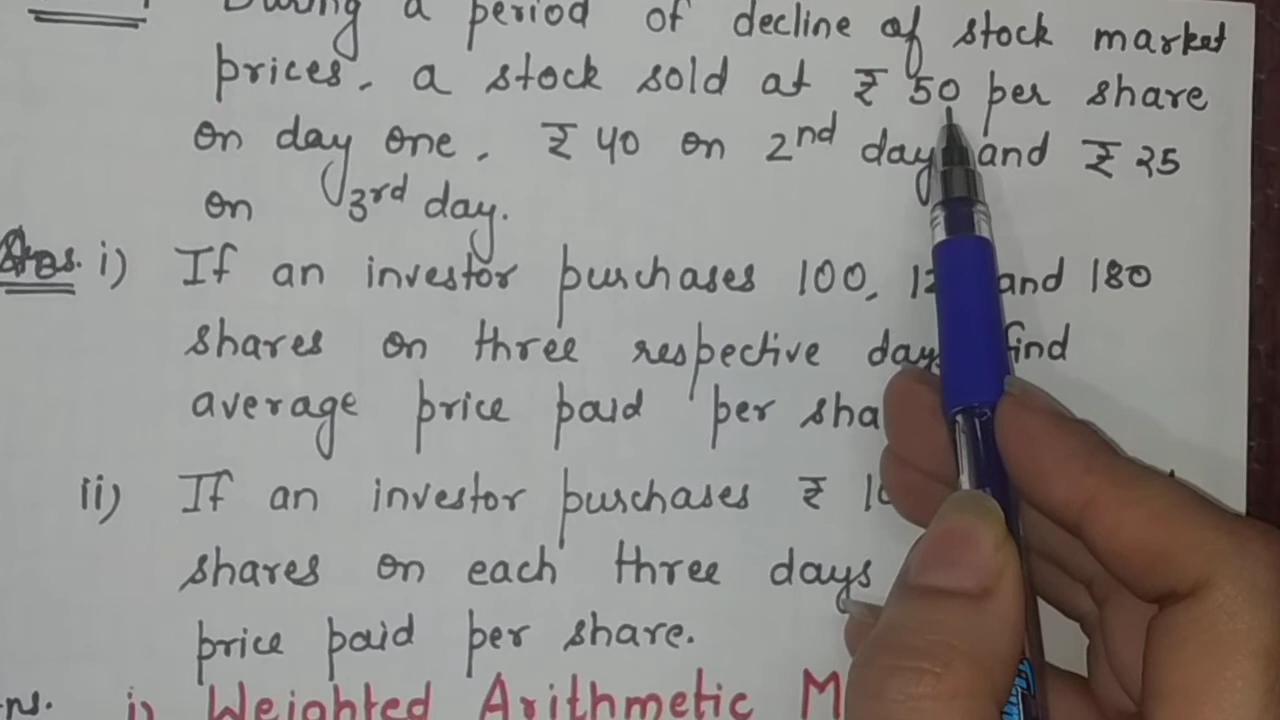 During a period of decline of stock market
prices, a stock sold at ₹ 50 per share
on day one, ₹ 40 on 2nd day and ₹ 25
on 3rd day.
i) If an investor purchases 100, and 180
shares on three respective days find
average price paid per
ii) If an investor purchases ₹
shares on each three days
price paid per share.
i) Weighted Arithmetic